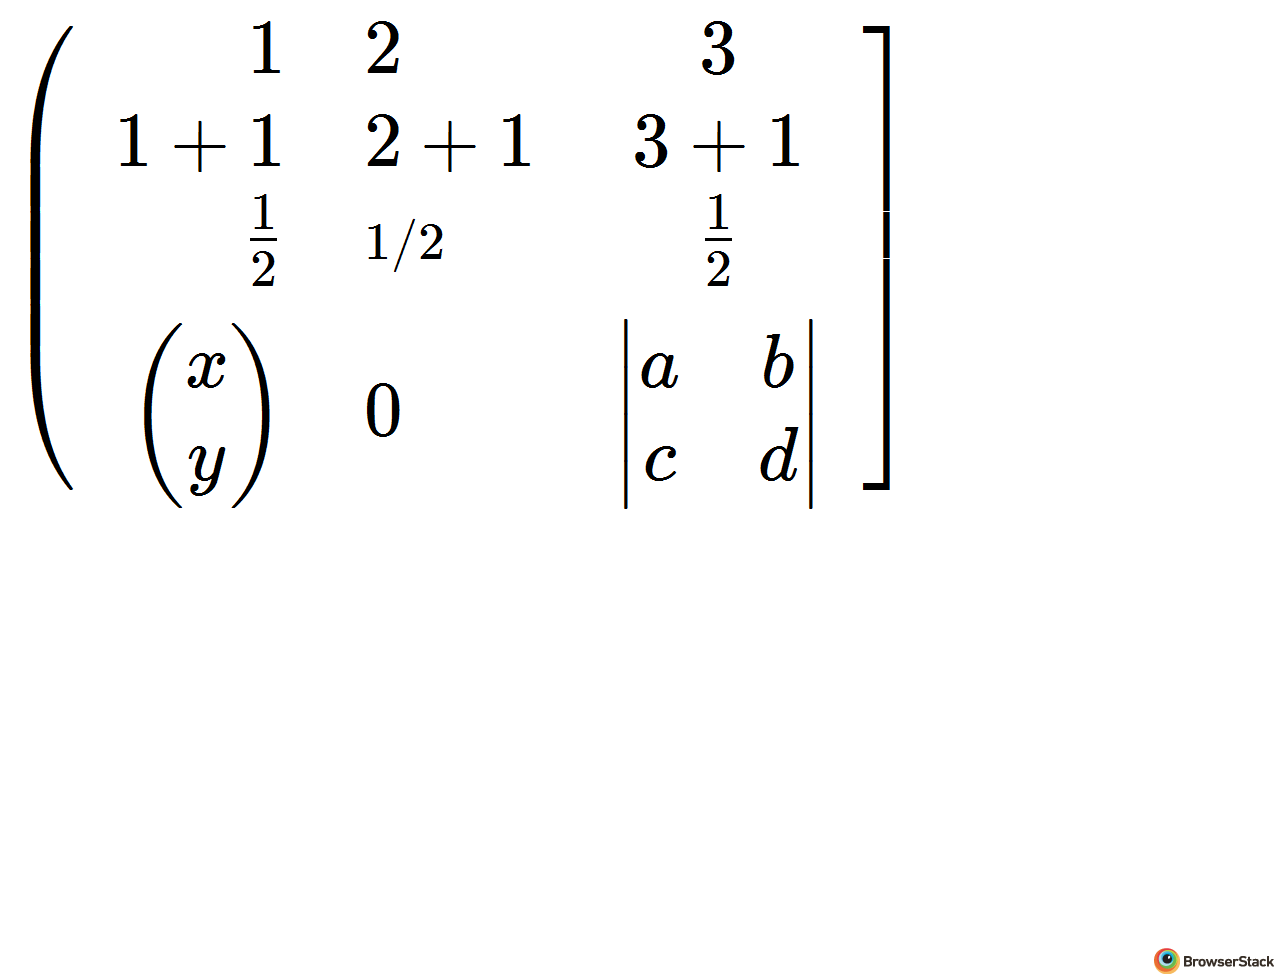 ( 1 2 3 ]
1 + 1 2 + 1 3 + 1
1/2 1/2 1/2
(x y) 0 |a b|
|c d|
BrowserStack